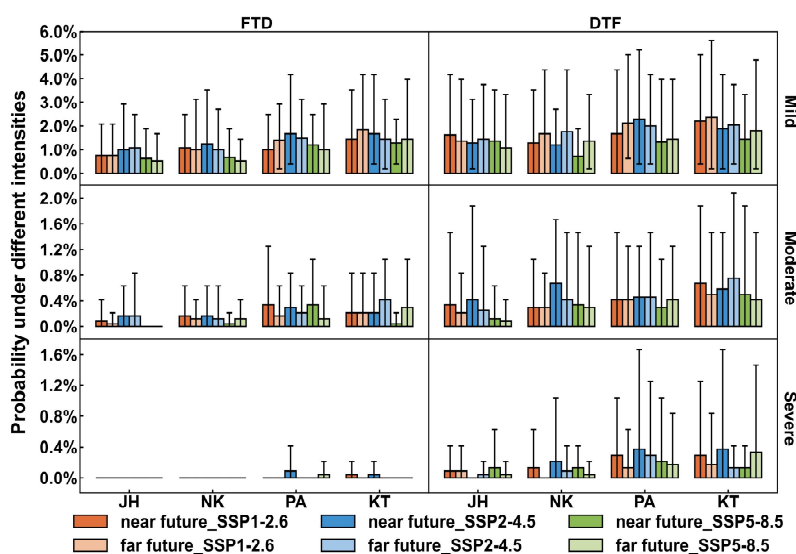 FTD DTF
Probability under different intensities
6.0%
5.0%
4.0%
3.0%
2.0%
1.0%
0.0%
Mild
2.0%
1.6%
1.2%
0.8%
0.4%
0.0%
Moderate
1.6%
1.2%
0.8%
0.4%
0.0%
Severe
JH NK PA KT JH NK PA KT
near future_SSP1-2.6 near future_SSP2-4.5 near future_SSP5-8.5
far future_SSP1-2.6 far future_SSP2-4.5 far future_SSP5-8.5